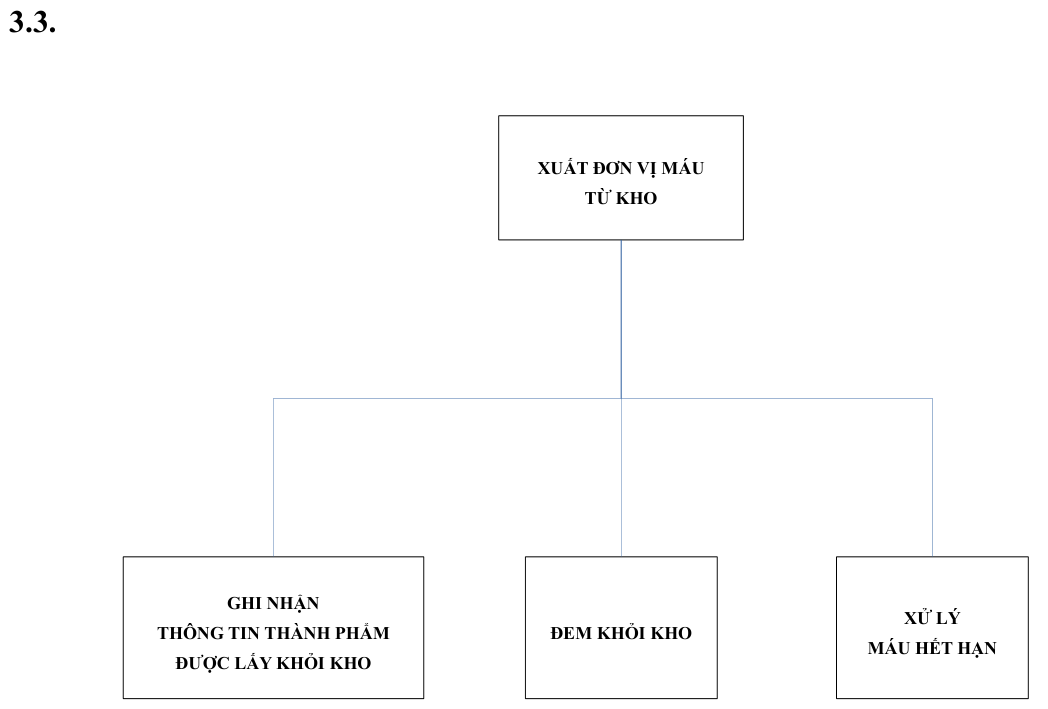 3.3.
XUẤT ĐƠN VỊ MÁU
TỪ KHO
GHI NHẬN
THÔNG TIN THÀNH PHẨM
ĐƯỢC LẤY KHỎI KHO
ĐEM KHỎI KHO
XỬ LÝ
MÁU HẾT HẠN